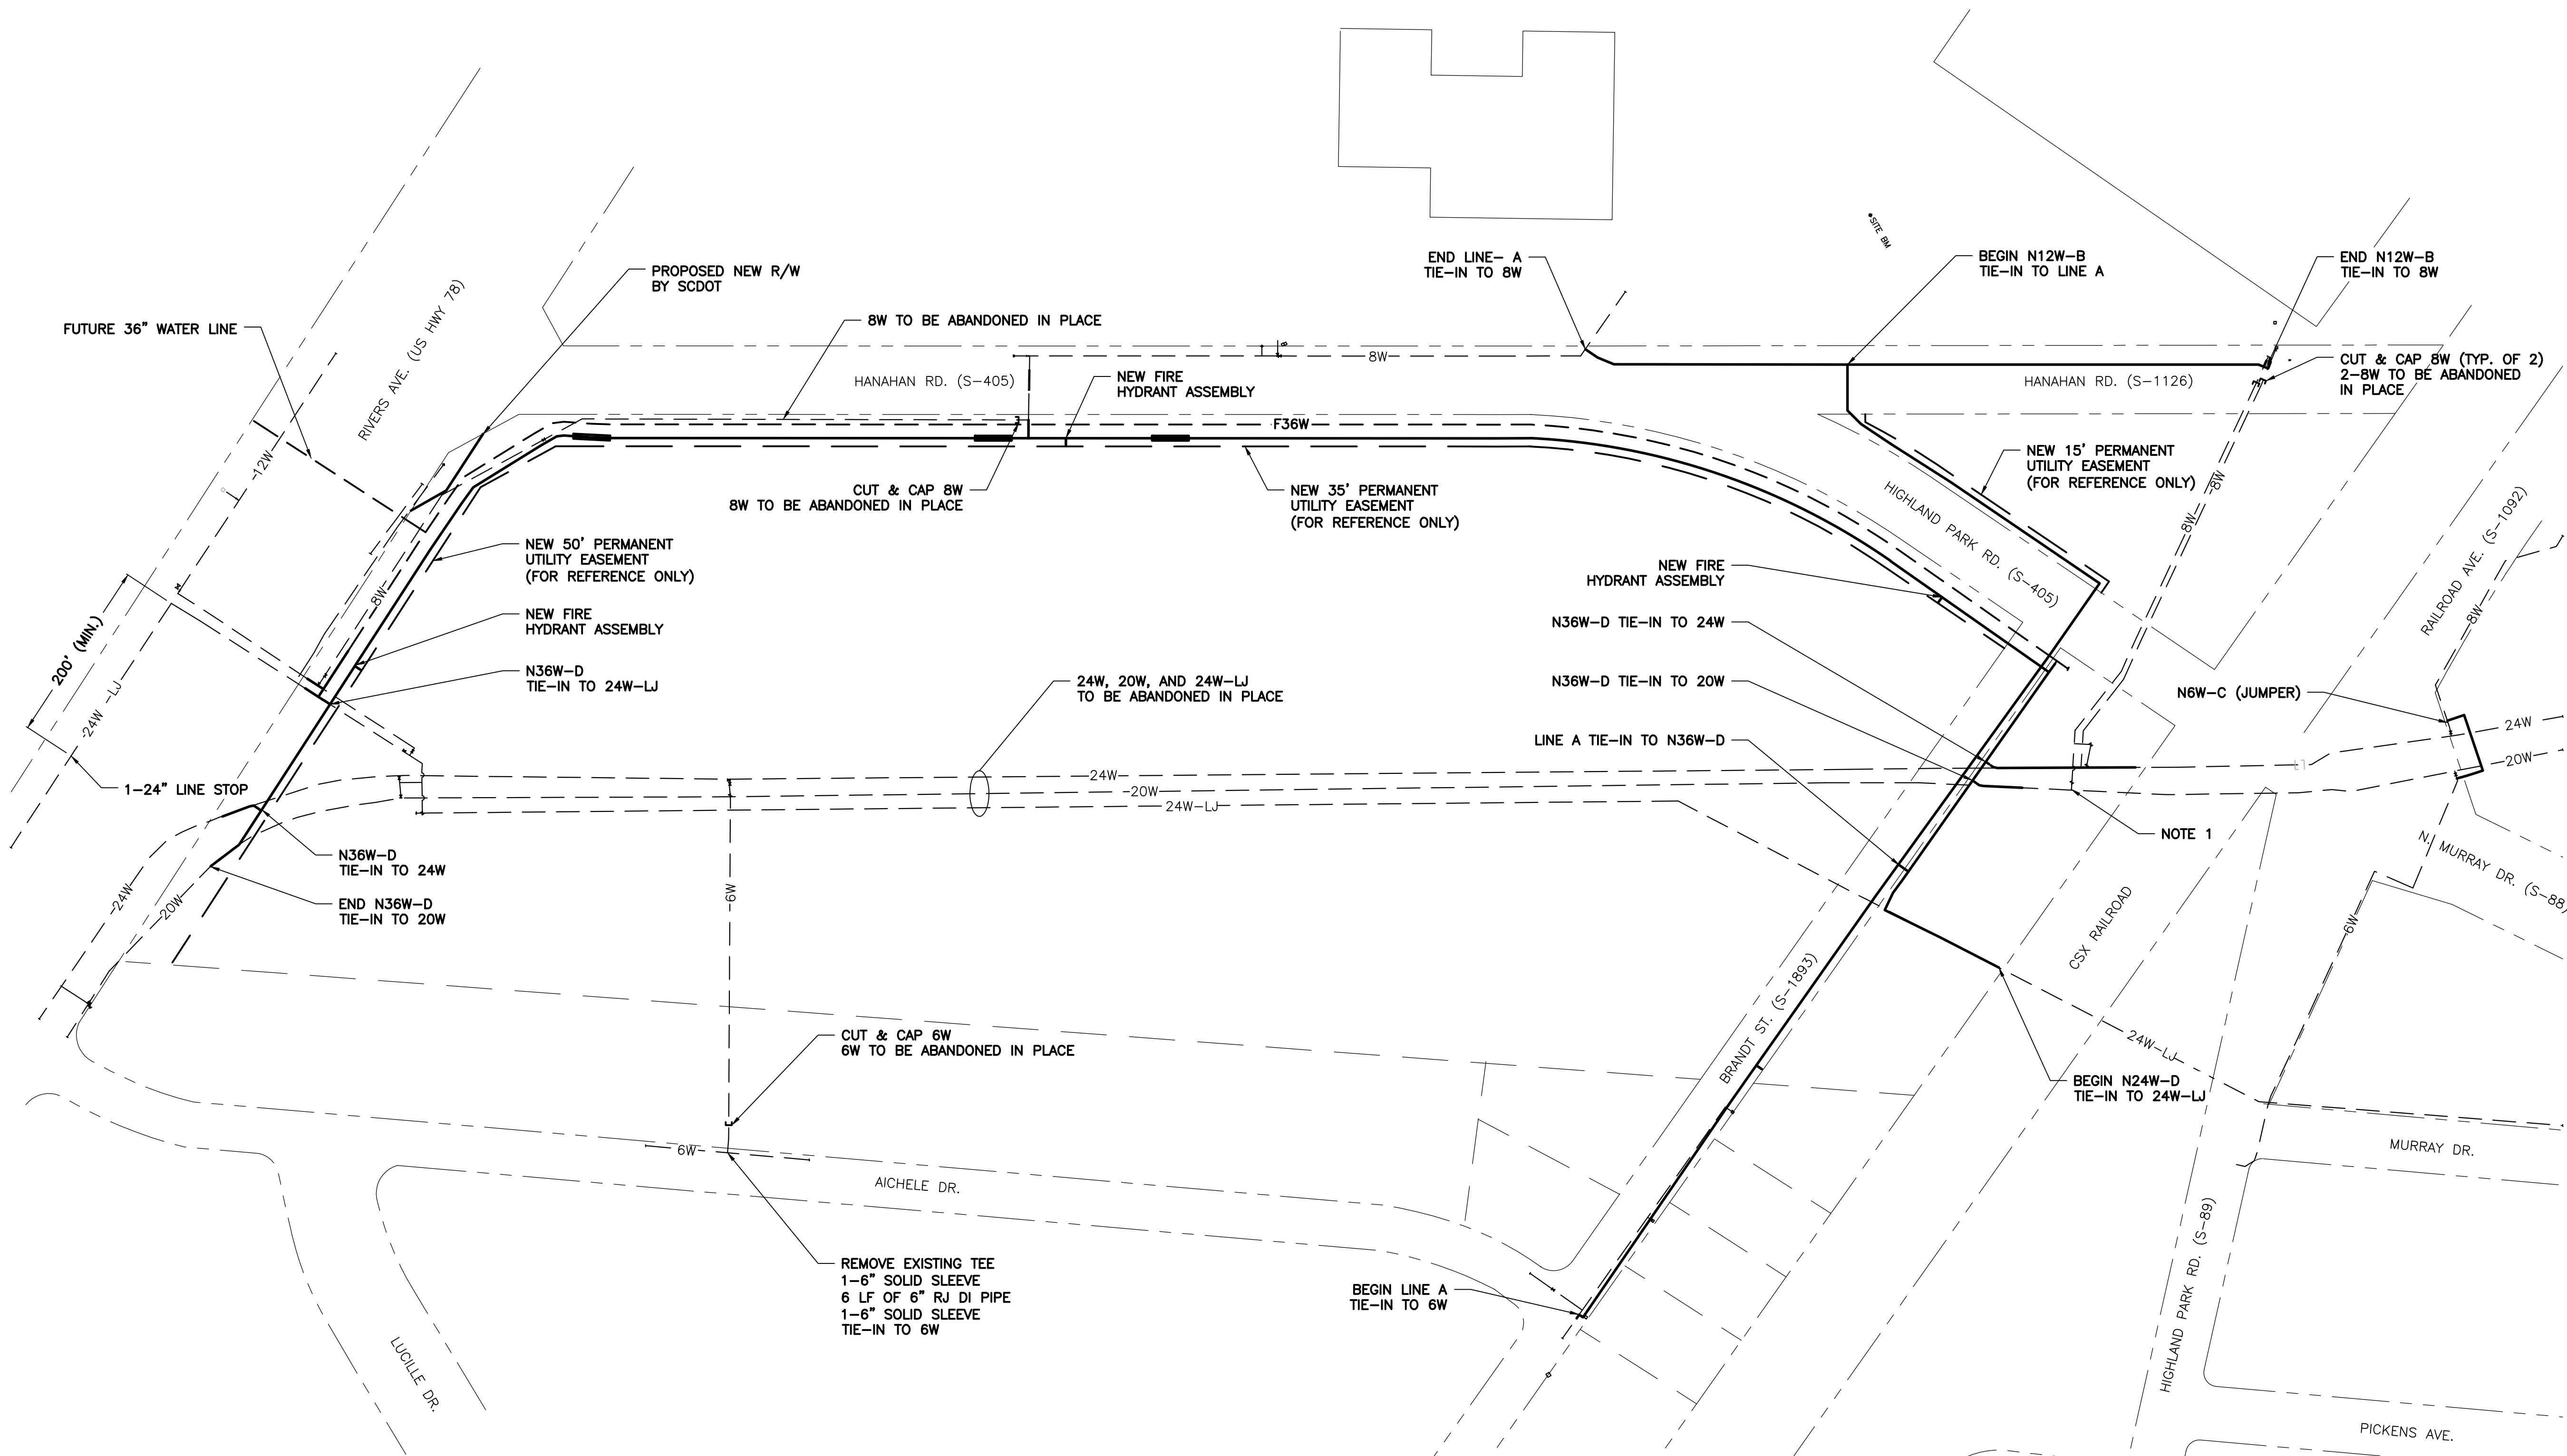 SITE BM
END LINE- A
TIE-IN TO 8W
BEGIN N12W-B
TIE-IN TO LINE A
END N12W-B
TIE-IN TO 8W
PROPOSED NEW R/W
BY SCDOT
RIVERS AVE. (US HWY 78)
FUTURE 36" WATER LINE
8W TO BE ABANDONED IN PLACE
8
8W
HANAHAN RD. (S-405)
NEW FIRE
HYDRANT ASSEMBLY
HANAHAN RD. (S-1126)
CUT & CAP 8W (TYP. OF 2)
2-8W TO BE ABANDONED
IN PLACE
F36W
12W
NEW 15' PERMANENT
UTILITY EASEMENT
(FOR REFERENCE ONLY)
8W
8W
CUT & CAP 8W
8W TO BE ABANDONED IN PLACE
NEW 35' PERMANENT
UTILITY EASEMENT
(FOR REFERENCE ONLY)
HIGHLAND PARK RD. (S-405)
RAILROAD AVE. (S-1092)
8W
NEW 50' PERMANENT
UTILITY EASEMENT
(FOR REFERENCE ONLY)
8W
NEW FIRE
HYDRANT ASSEMBLY
NEW FIRE
HYDRANT ASSEMBLY
200' (MIN.)
N36W-D TIE-IN TO 24W
N36W-D
TIE-IN TO 24W-LJ
24W, 20W, AND 24W-LJ
TO BE ABANDONED IN PLACE
N36W-D TIE-IN TO 20W
N6W-C (JUMPER)
24W-LJ
24W
LINE A TIE-IN TO N36W-D
20W
24W
1-24" LINE STOP
20W
24W-LJ
NOTE 1
N36W-D
TIE-IN TO 24W
N. MURRAY DR. (S-88)
24W
20W
6W
END N36W-D
TIE-IN TO 20W
6W
CSX RAILROAD
BRANDT ST. (S-1893)
CUT & CAP 6W
6W TO BE ABANDONED IN PLACE
24W-LJ
BEGIN N24W-D
TIE-IN TO 24W-LJ
6W
MURRAY DR.
AICHELE DR.
REMOVE EXISTING TEE
1-6" SOLID SLEEVE
6 LF OF 6" RJ DI PIPE
1-6" SOLID SLEEVE
TIE-IN TO 6W
BEGIN LINE A
TIE-IN TO 6W
HIGHLAND PARK RD. (S-89)
LUCILLE DR.
PICKENS AVE.